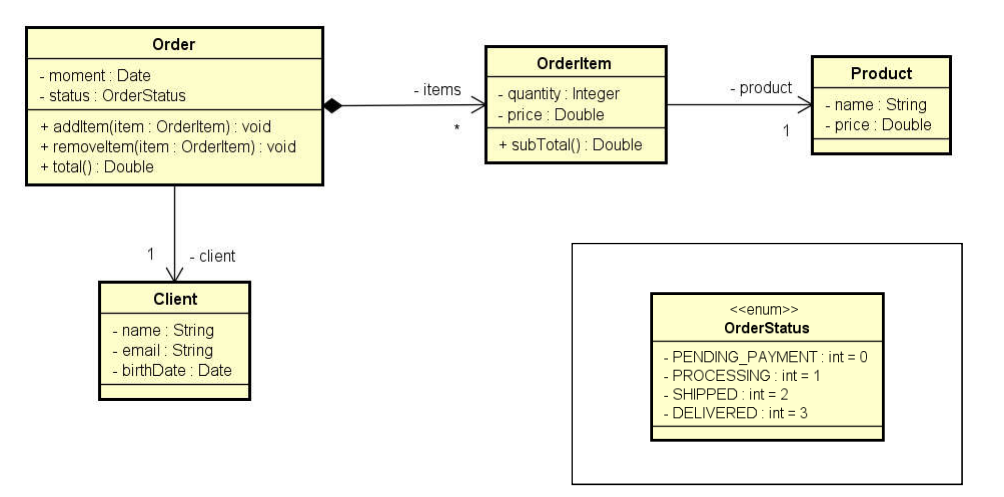 Order
- moment : Date
- status : OrderStatus
+ addItem(item : OrderItem) : void
+ removeItem(item : OrderItem) : void
+ total() : Double
- items
*
OrderItem
- quantity : Integer
- price : Double
+ subTotal() : Double
- product
1
Product
- name : String
- price : Double
1
- client
Client
- name : String
- email : String
- birthDate : Date
<<enum>>
OrderStatus
- PENDING_PAYMENT : int = 0
- PROCESSING : int = 1
- SHIPPED : int = 2
- DELIVERED : int = 3